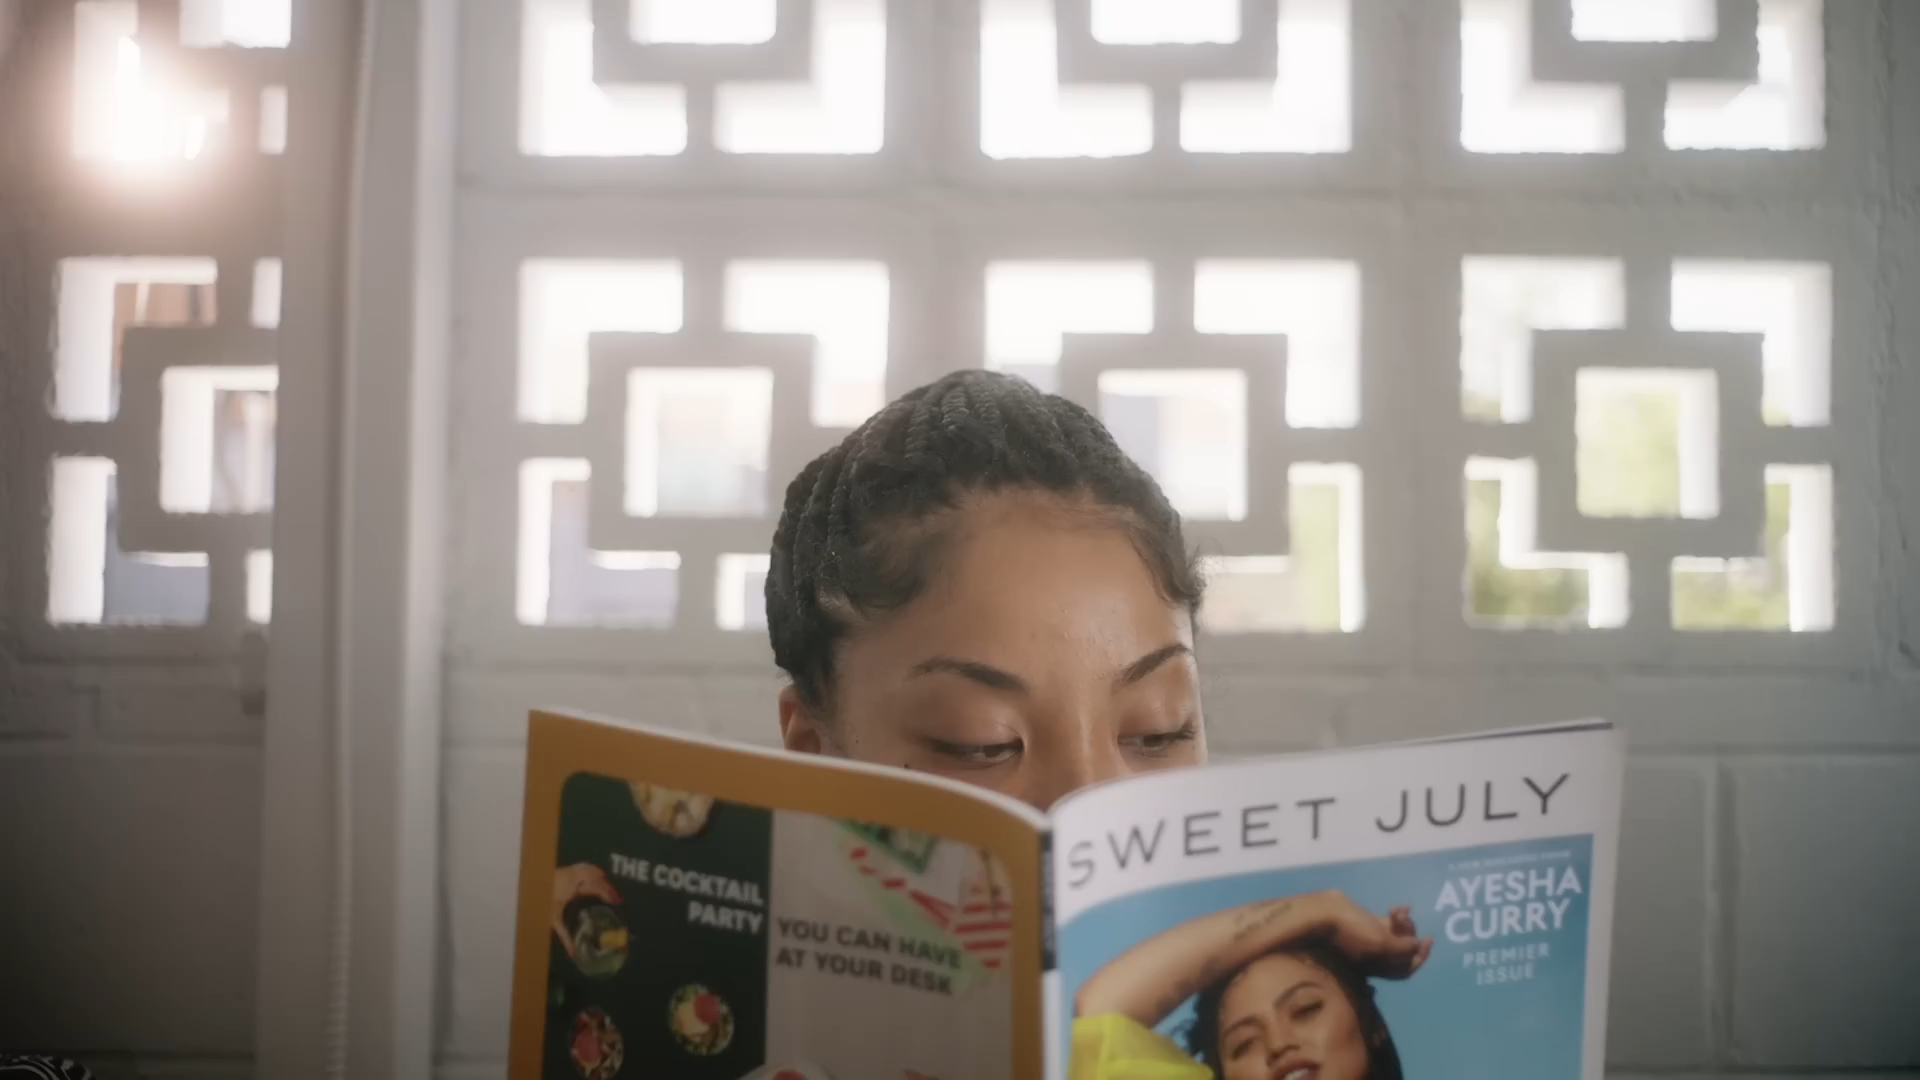 THE COCKTAIL
PARTY
YOU CAN HAVE
AT YOUR DESK
SWEET JULY
AYESHA
CURRY
PREMIER
ISSUE